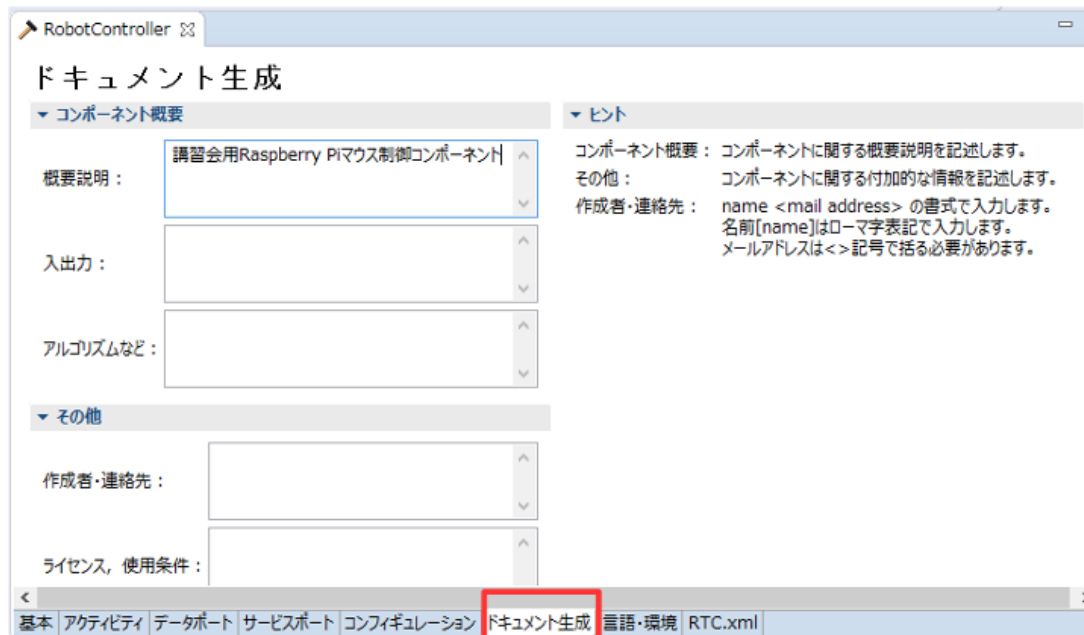 RobotController
ドキュメント生成
コンポーネント概要
概要説明：
講習会用Raspberry Piマウス制御コンポーネント
入出力：
アルゴリズムなど：
その他
作成者・連絡先：
ライセンス，使用条件：
ヒント
コンポーネント概要： コンポーネントに関する概要説明を記述します。
その他： コンポーネントに関する付加的な情報を記述します。
作成者・連絡先： name <mail address> の書式で入力します。
名前[name]はローマ字表記で入力します。
メールアドレスは<>記号で括る必要があります。
基本 アクティビティ データポート サービスポート コンフィギュレーション ドキュメント生成 言語・環境 RTC.xml